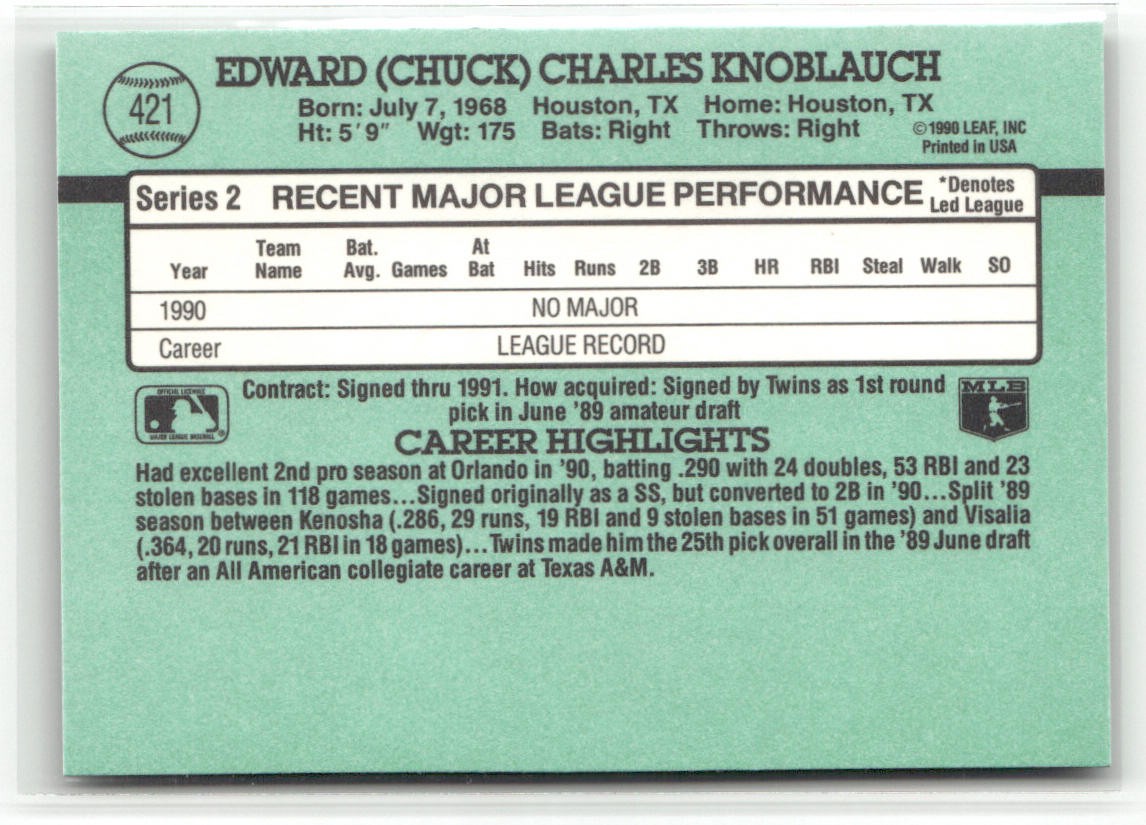 421
EDWARD (CHUCK) CHARLES KNOBLAUCH
Born: July 7, 1968 Houston, TX Home: Houston, TX
Ht: 5'9" Wgt: 175 Bats: Right Throws: Right
©1990 LEAF, INC
Printed in USA
Series 2 RECENT MAJOR LEAGUE PERFORMANCE *Denotes
Led League
Year Team Name Bat. Avg. Games At Bat Hits Runs 2B 3B HR RBI Steal Walk SO
1990 NO MAJOR
Career LEAGUE RECORD
OFFICIAL LICENSEE
MAJOR LEAGUE BASEBALL
®
Contract: Signed thru 1991. How acquired: Signed by Twins as 1st round
pick in June '89 amateur draft
MLB
CAREER HIGHLIGHTS
Had excellent 2nd pro season at Orlando in '90, batting .290 with 24 doubles, 53 RBI and 23
stolen bases in 118 games...Signed originally as a SS, but converted to 2B in '90...Split '89
season between Kenosha (.286, 29 runs, 19 RBI and 9 stolen bases in 51 games) and Visalia
(.364, 20 runs, 21 RBI in 18 games)...Twins made him the 25th pick overall in the '89 June draft
after an All American collegiate career at Texas A&M.